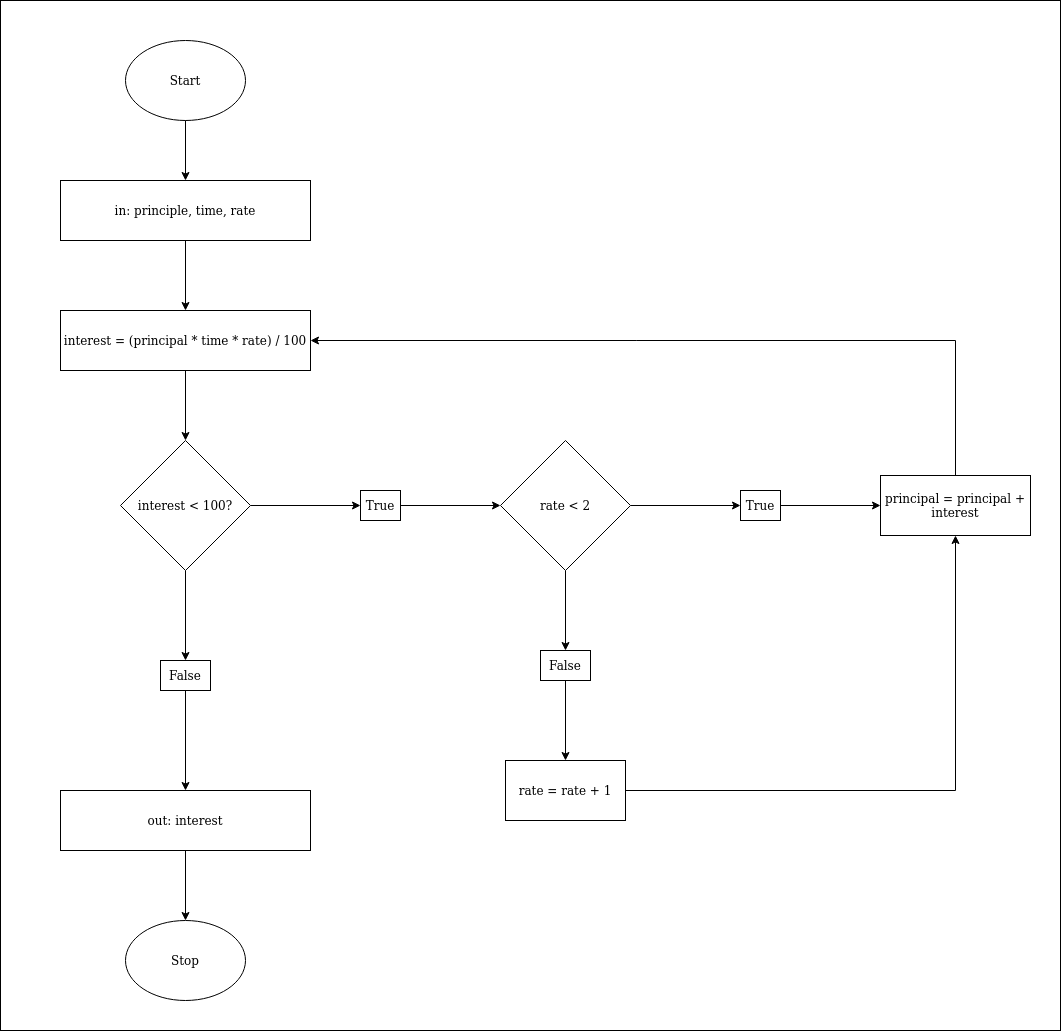 Start
in: principle, time, rate
interest = (principal * time * rate) / 100
interest < 100?
True
rate < 2
True
principal = principal +
interest
False
False
rate = rate + 1
out: interest
Stop